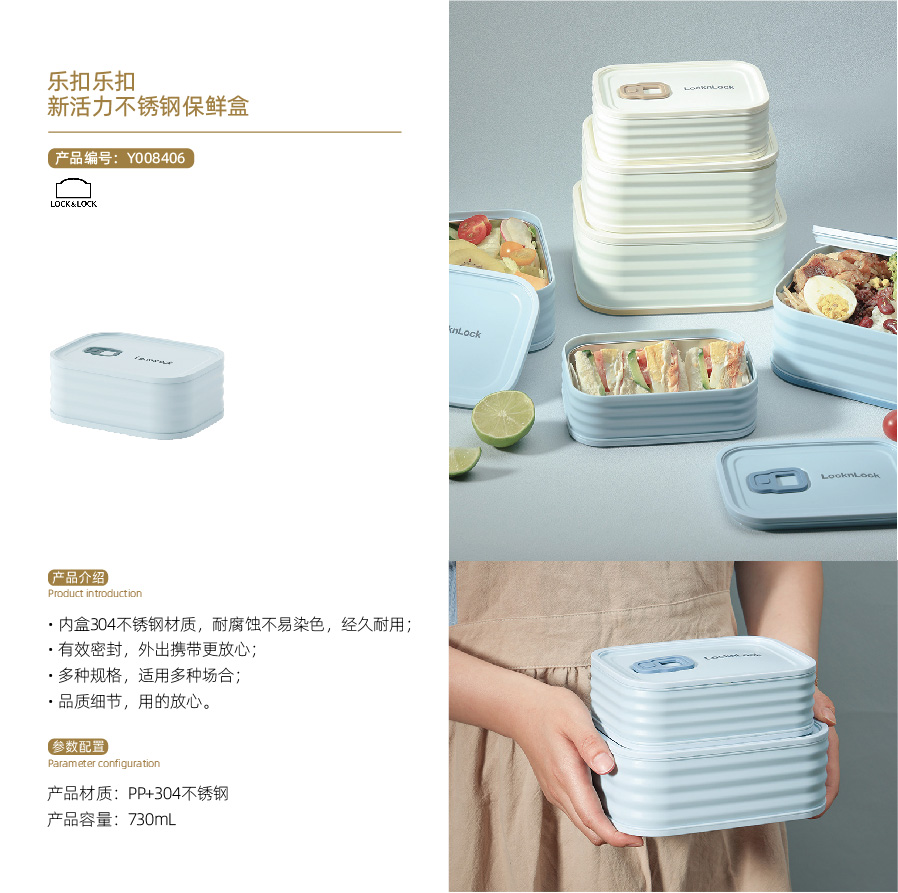 乐扣乐扣
新活力不锈钢保鲜盒
产品编号：Y008406
LOCK&LOCK
LocknLock
LocknLock
nLock
LocknLock
产品介绍
Product introduction
• 内盒304不锈钢材质，耐腐蚀不易染色，经久耐用；
• 有效密封，外出携带更放心；
• 多种规格，适用多种场合；
• 品质细节，用的放心。
LocknLock
参数配置
Parameter configuration
产品材质：PP+304不锈钢
产品容量：730mL